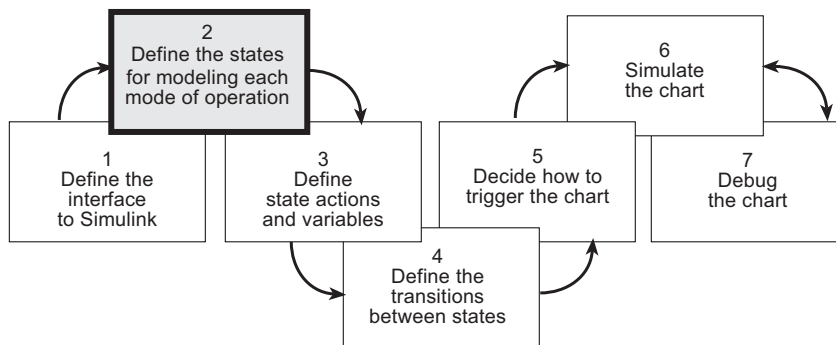 1
Define the
interface
to Simulink
2
Define the states
for modeling each
mode of operation
3
Define
state actions
and variables
4
Define the
transitions
between states
5
Decide how to
trigger the chart
6
Simulate
the chart
7
Debug
the chart